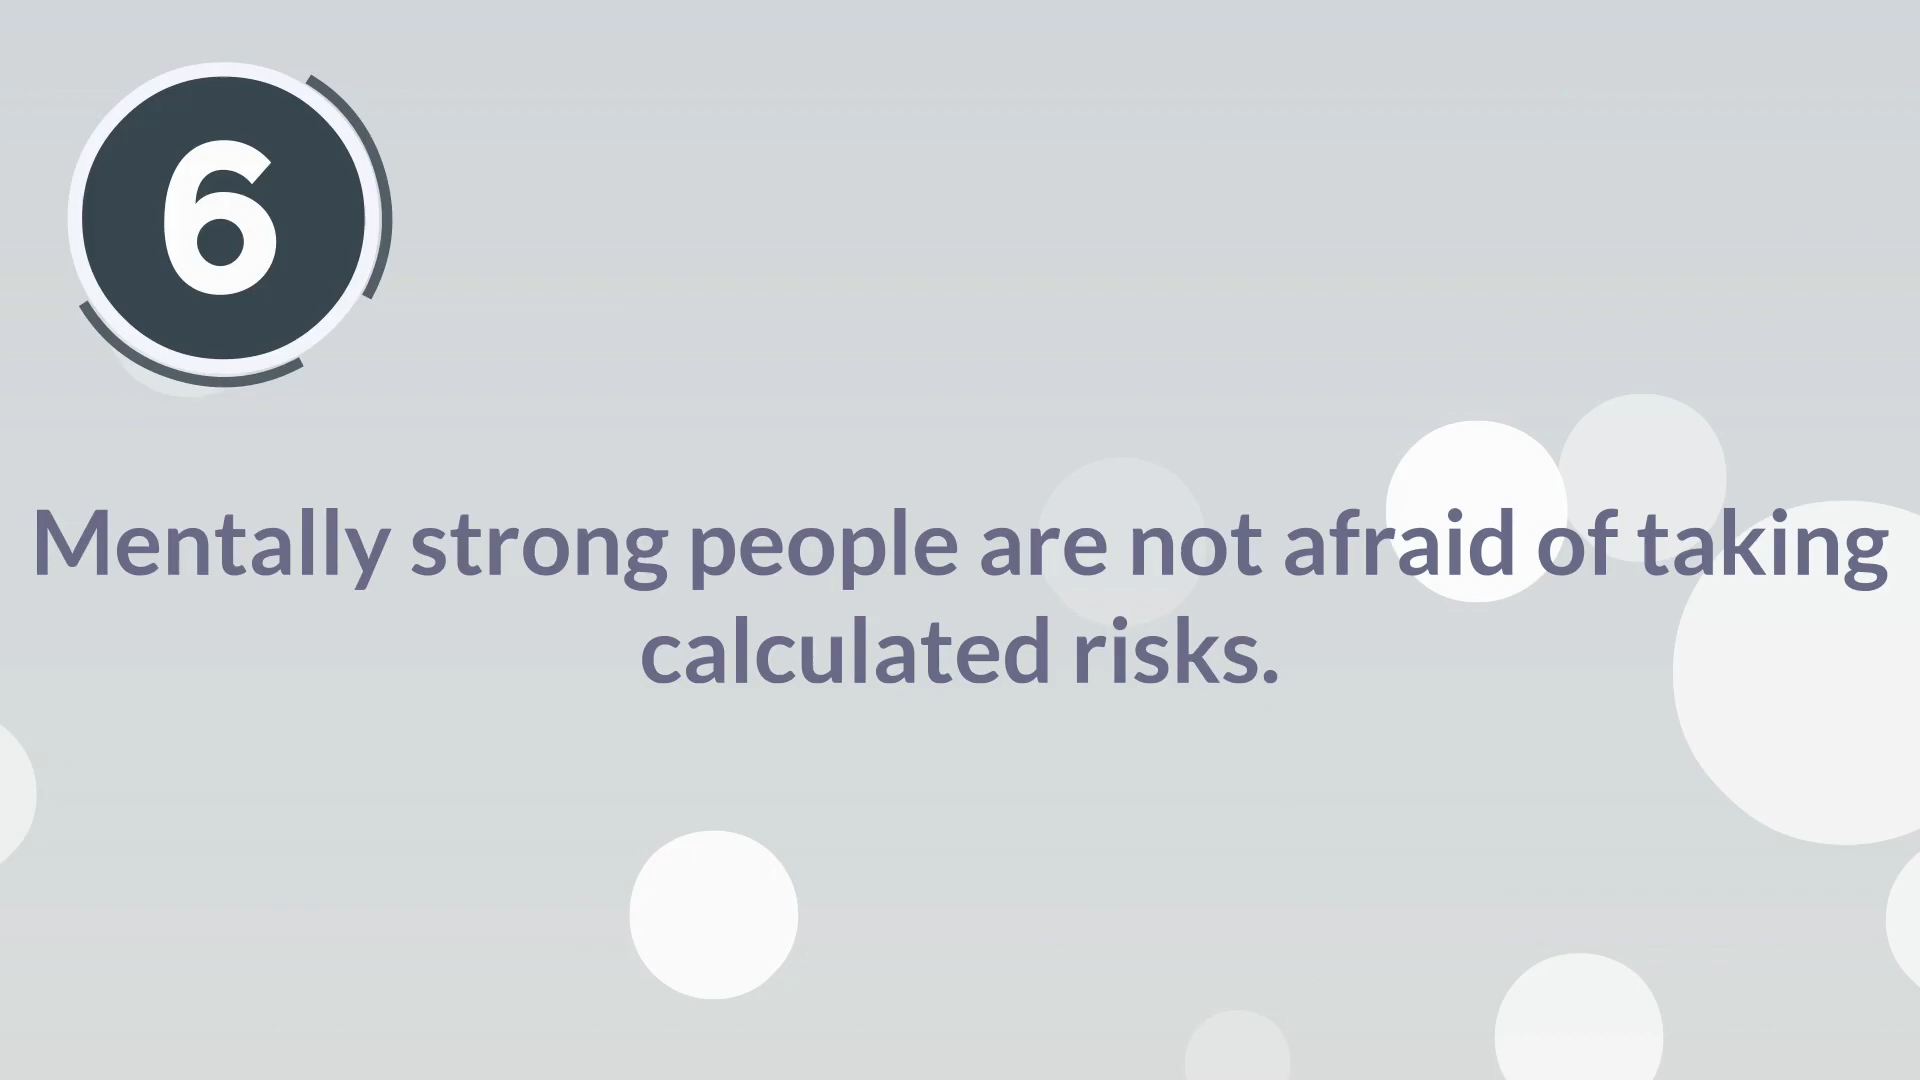 6
Mentally strong people are not afraid of taking
calculated risks.